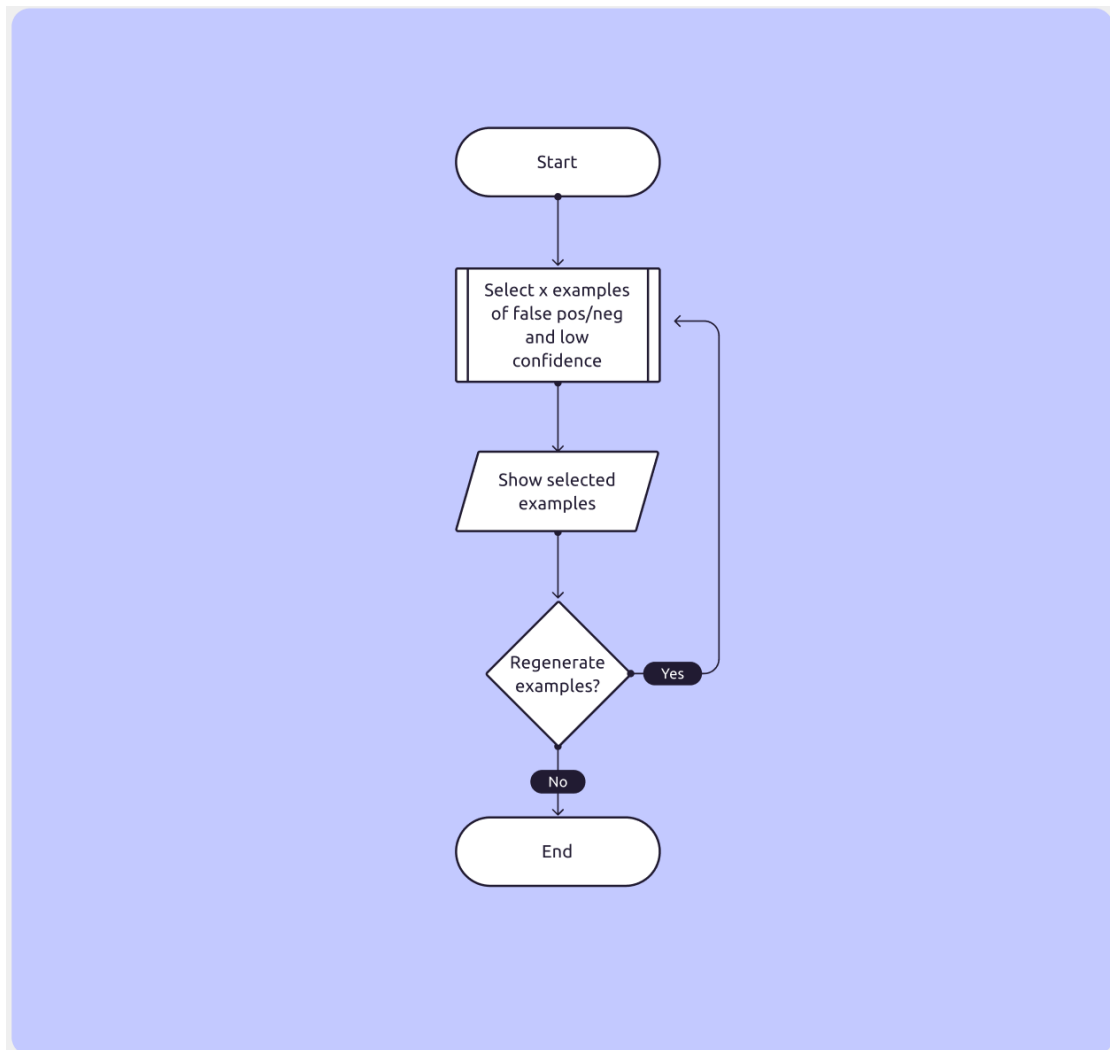 Start
Select x examples
of false pos/neg
and low
confidence
Show selected
examples
Regenerate
examples?
Yes
No
End